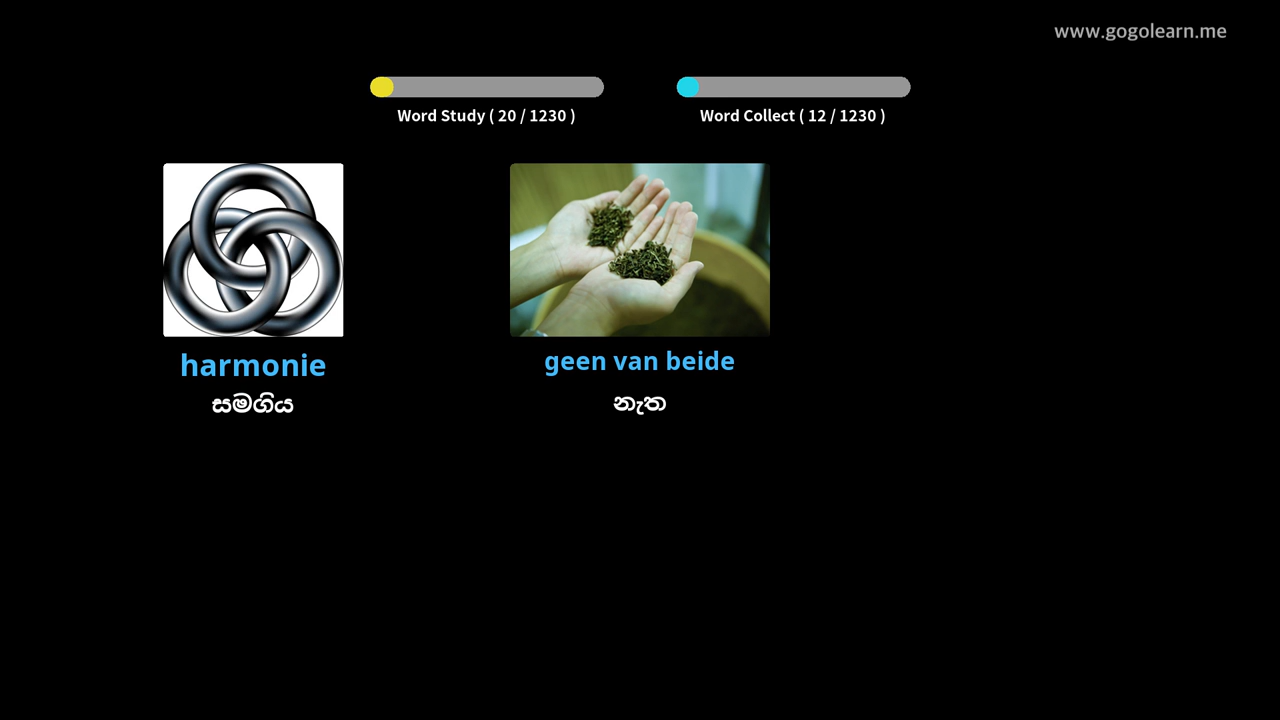 www.gogolearn.me
Word Study ( 20 / 1230 )
Word Collect ( 12 / 1230 )
harmonie
සමගිය
geen van beide
නැත